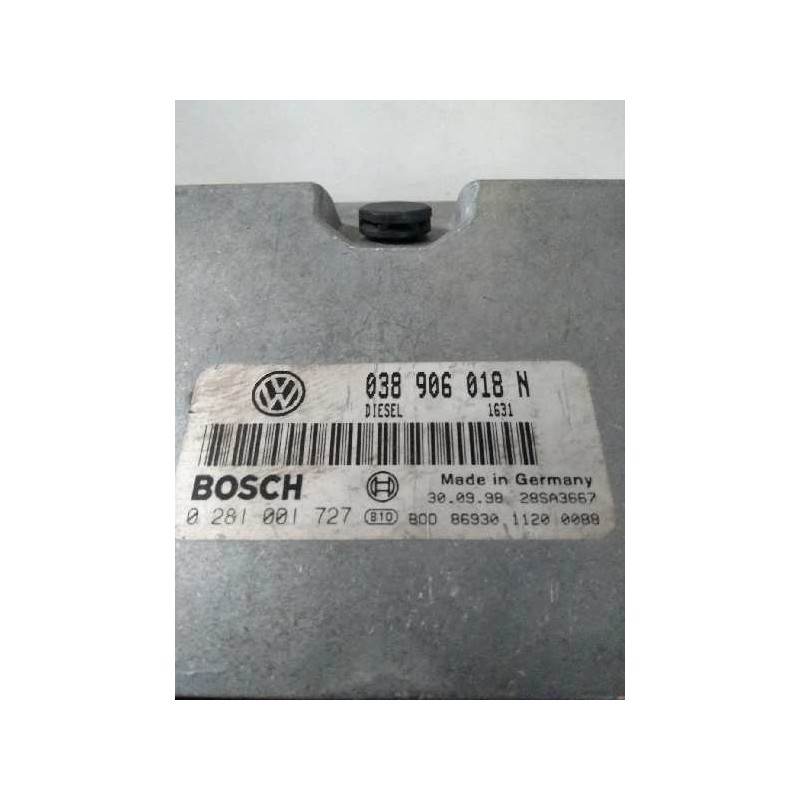 038 906 018 N
DIESEL 1631
BOSCH Made in Germany
30.09.98 28SA3667
0 281 001 727 810 BOD 86930 1120 0088